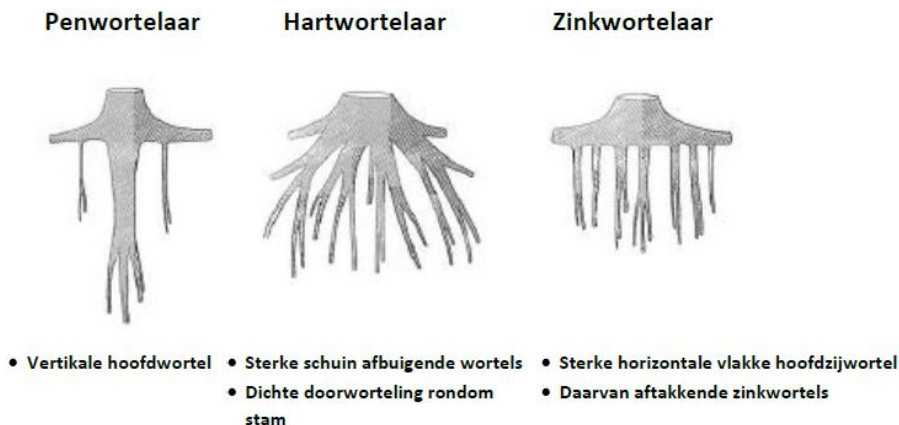 Penwortelaar
Hartwortelaar
Zinkwortelaar
• Vertikale hoofdwortel
• Sterke schuin afbuigende wortels
• Dichte doorworteling rondom
stam
• Sterke horizontale vlakke hoofdzijwortel
• Daarvan aftakkende zinkwortels